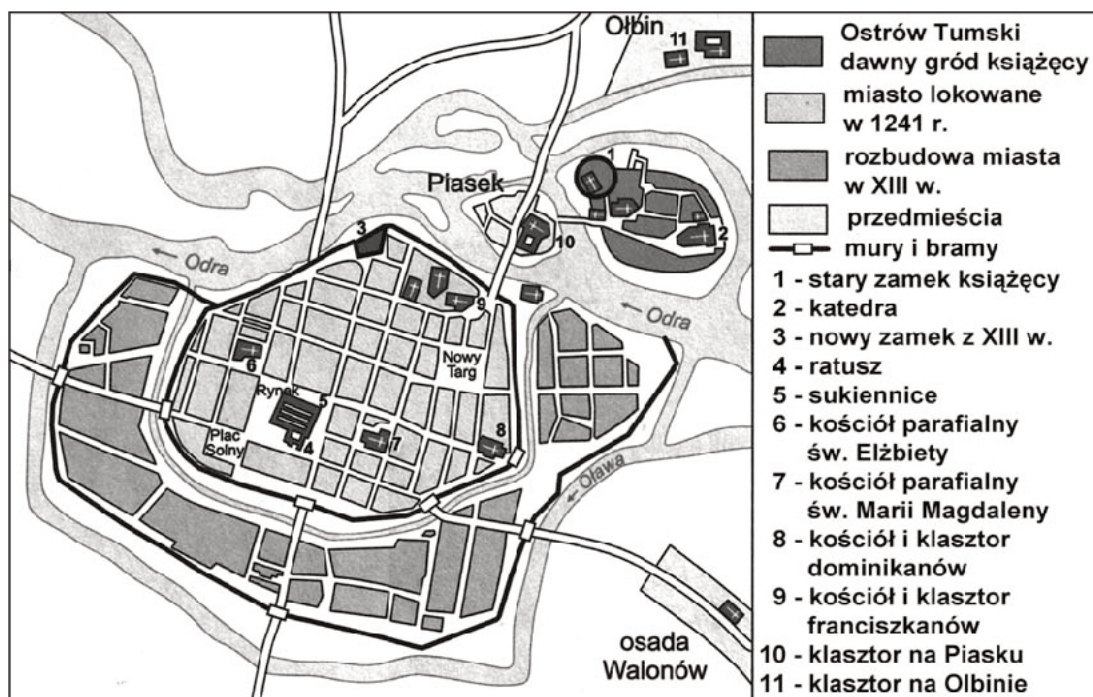 Ołbin
11
1
Piasek
2
10
3
← Odra
9
← Odra
Nowy
Targ
6
Rynek
5
Plac
Solny
4
7
8
← Oława
osada
Walonów
Ostrów Tumski
dawny gród książęcy
miasto lokowane
w 1241 r.
rozbudowa miasta
w XIII w.
przedmieścia
mury i bramy
1 - stary zamek książęcy
2 - katedra
3 - nowy zamek z XIII w.
4 - ratusz
5 - sukiennice
6 - kościół parafialny
św. Elżbiety
7 - kościół parafialny
św. Marii Magdaleny
8 - kościół i klasztor
dominikanów
9 - kościół i klasztor
franciszkanów
10 - klasztor na Piasku
11 - klasztor na Olbinie